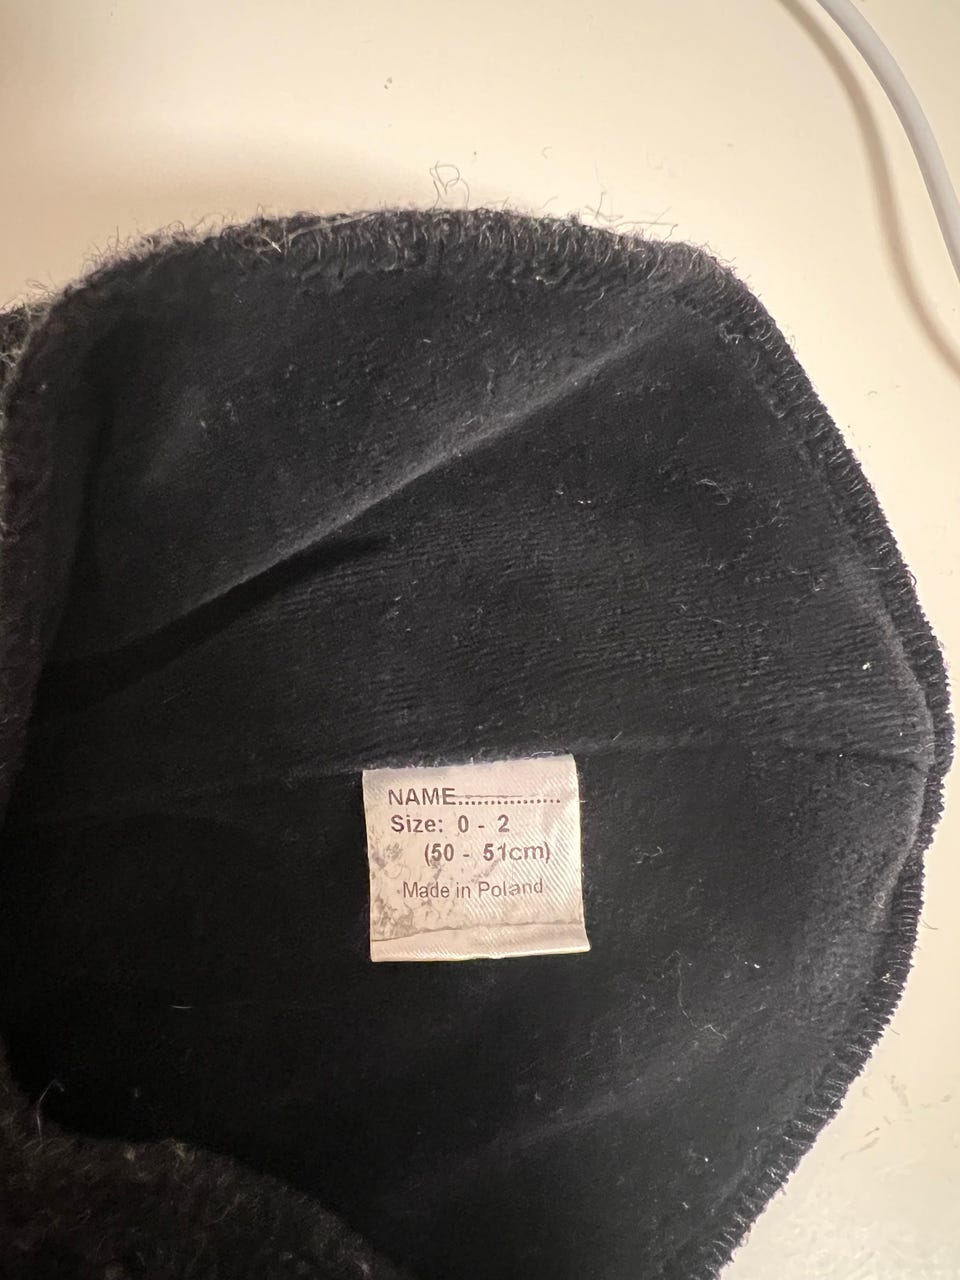 NAME................
Size: 0 - 2
(50 - 51cm)
Made in Poland